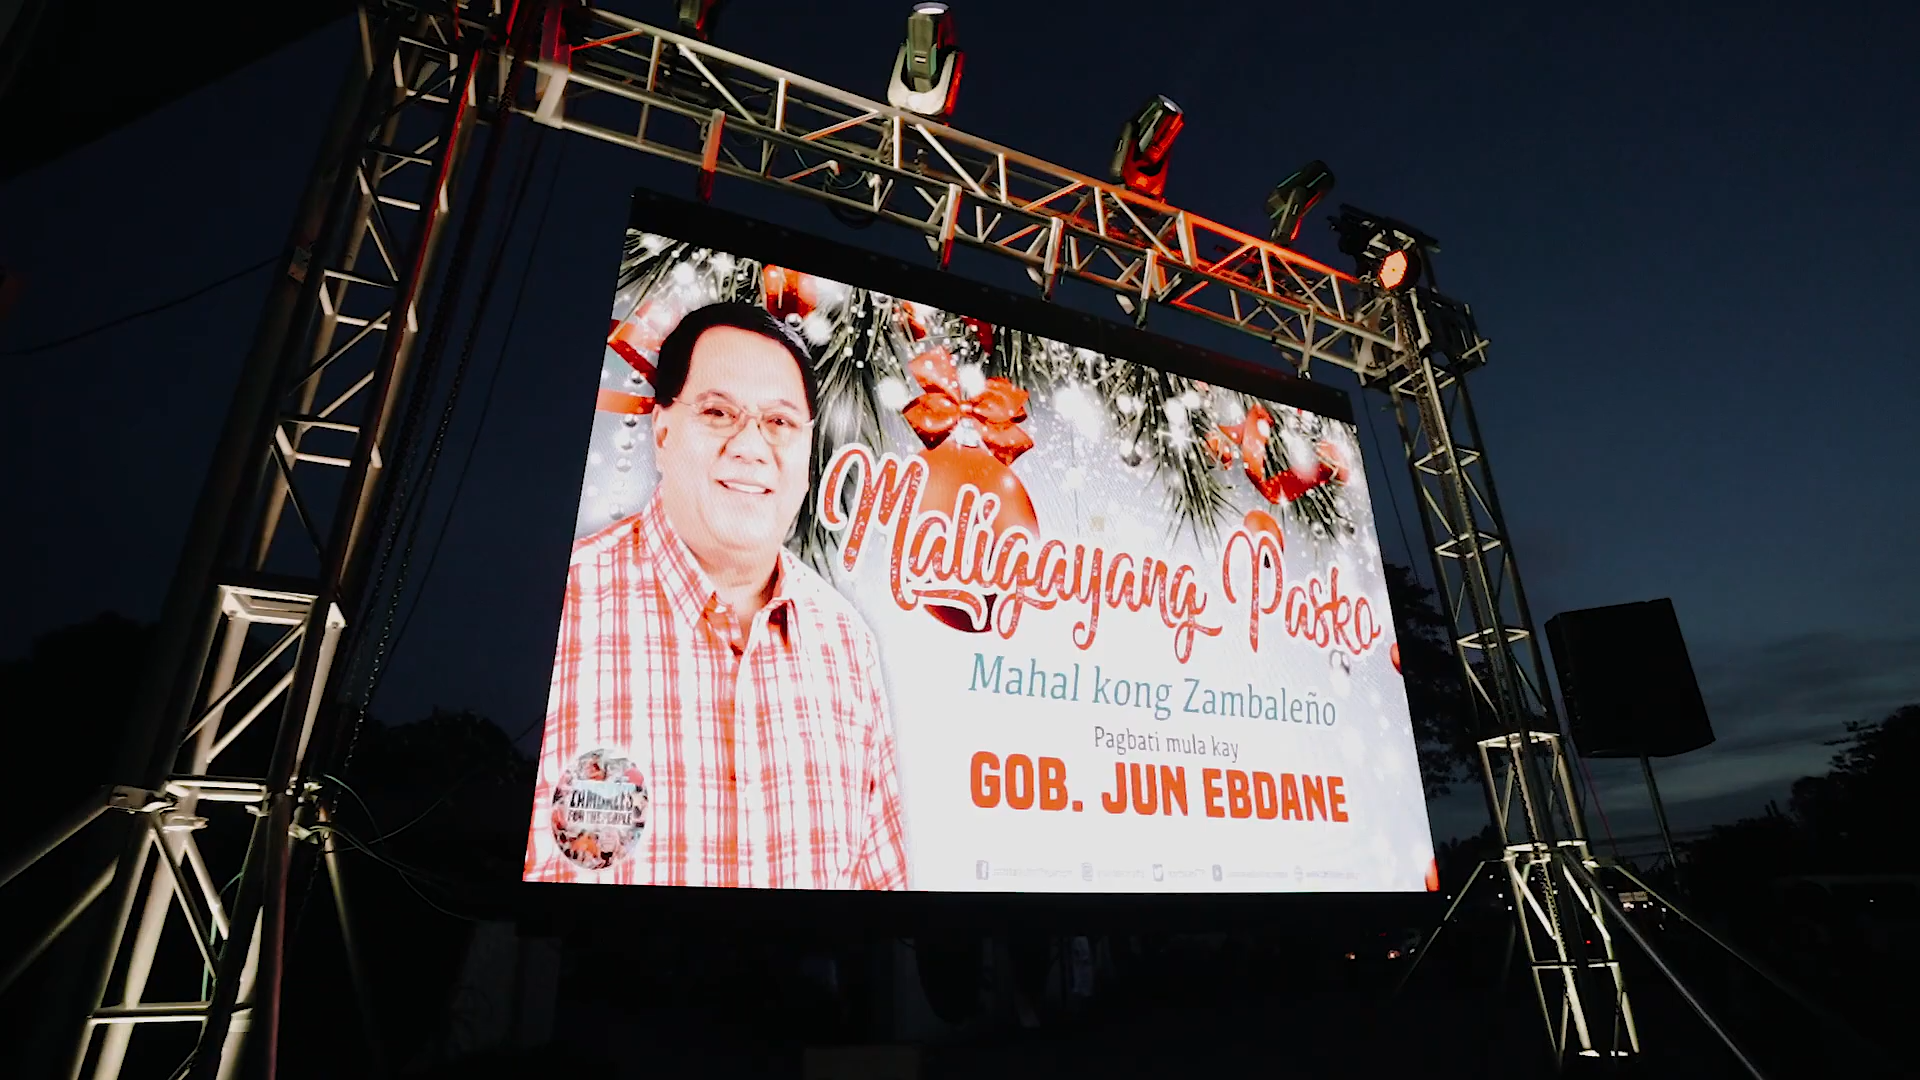 Maligayang Pasko
Mahal kong Zambaleño
Pagbati mula kay
GOB. JUN EBDANE
ZAMBALES
FOR THE PEOPLE